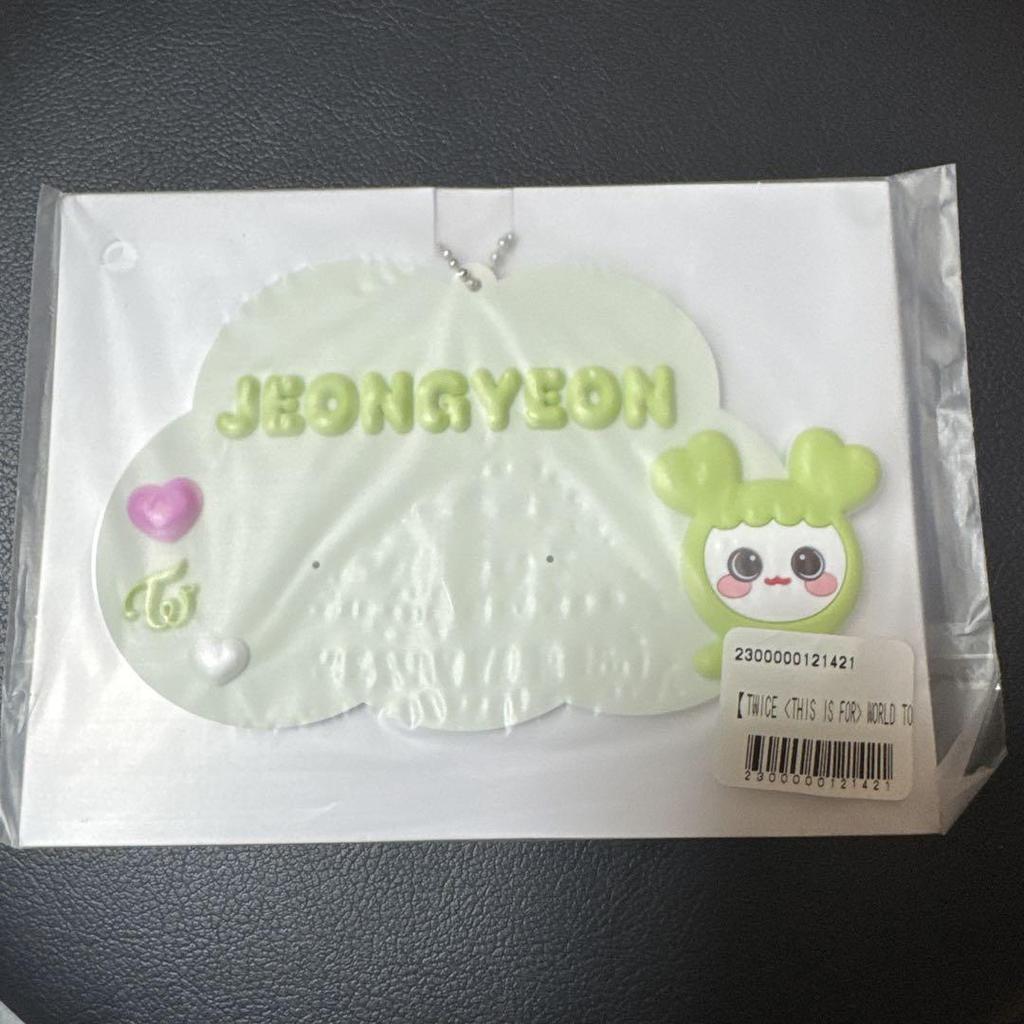 JEONGYEON
2300000121421
【TWICE <THIS IS FOR> WORLD TO
2300000121421